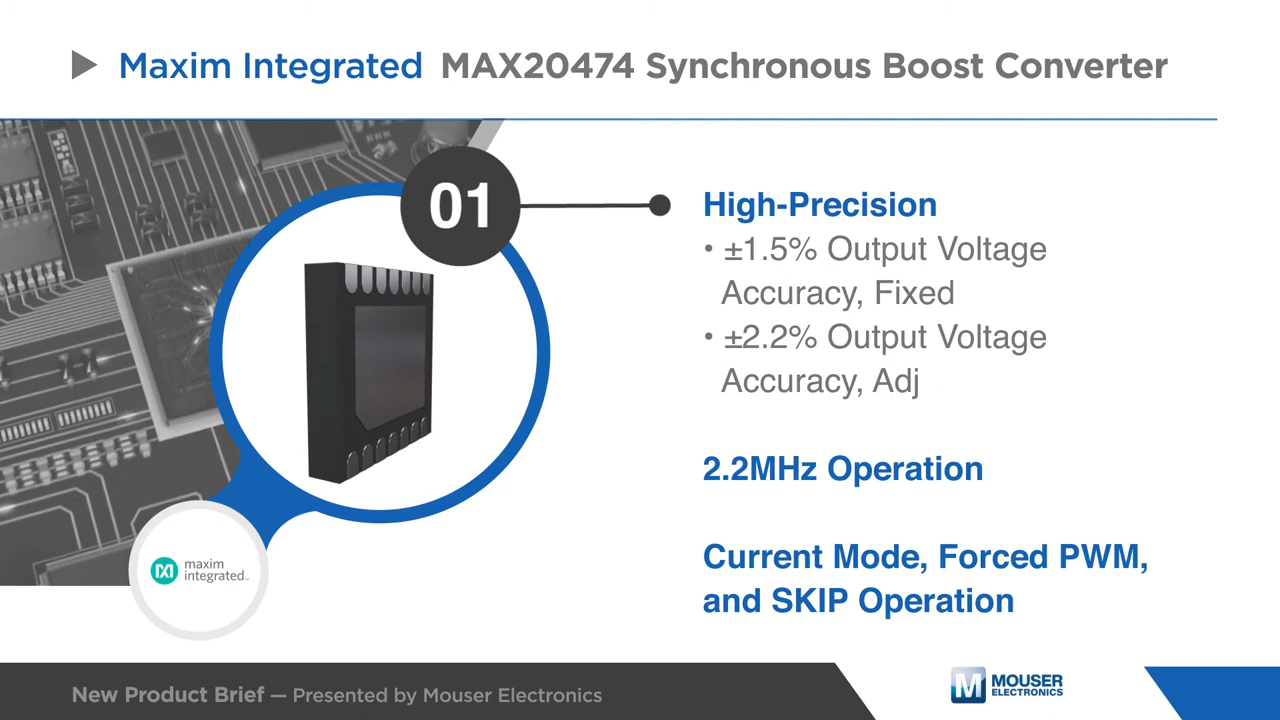 Maxim Integrated MAX20474 Synchronous Boost Converter
01
High-Precision
• ±1.5% Output Voltage
Accuracy, Fixed
• ±2.2% Output Voltage
Accuracy, Adj
2.2MHz Operation
Current Mode, Forced PWM,
and SKIP Operation
maxim
integrated™
New Product Brief — Presented by Mouser Electronics
M MOUSER
ELECTRONICS